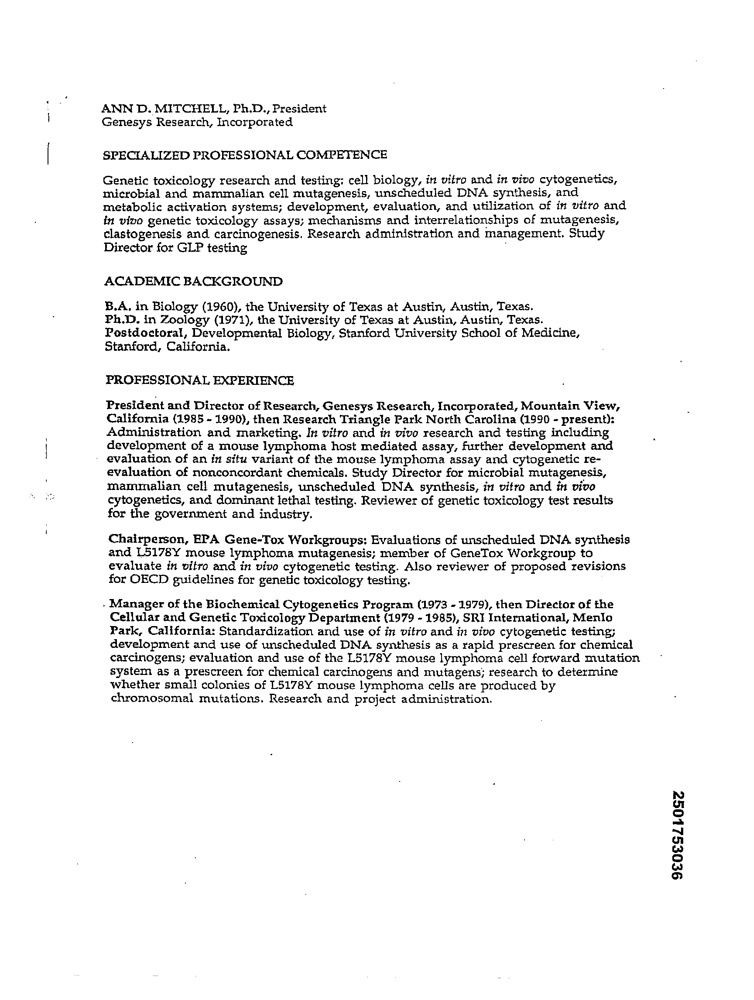 ANN D. MITCHELL, Ph.D., President
Genesys Research, Incorporated
SPECIALIZED PROFESSIONAL COMPETENCE
Genetic toxicology research and testing: cell biology, in vitro and in vivo cytogenetics,
microbial and mammalian cell mutagenesis, unscheduled DNA synthesis, and
metabolic activation systems; development, evaluation, and utilization of in vitro and
in vivo genetic toxicology assays; mechanisms and interrelationships of mutagenesis,
clastogenesis and carcinogenesis. Research administration and management. Study
Director for GLP testing
ACADEMIC BACKGROUND
B.A. in Biology (1960), the University of Texas at Austin, Austin, Texas.
Ph.D. in Zoology (1971), the University of Texas at Austin, Austin, Texas.
Postdoctoral, Developmental Biology, Stanford University School of Medicine,
Stanford, California.
PROFESSIONAL EXPERIENCE
President and Director of Research, Genesys Research, Incorporated, Mountain View,
California (1985 - 1990), then Research Triangle Park North Carolina (1990 - present):
Administration and marketing. In vitro and in vivo research and testing including
development of a mouse lymphoma host mediated assay, further development and
evaluation of an in situ variant of the mouse lymphoma assay and cytogenetic re-
evaluation of nonconcordant chemicals. Study Director for microbial mutagenesis,
mammalian cell mutagenesis, unscheduled DNA synthesis, in vitro and in vivo
cytogenetics, and dominant lethal testing. Reviewer of genetic toxicology test results
for the government and industry.
Chairperson, EPA Gene-Tox Workgroups: Evaluations of unscheduled DNA synthesis
and L5178Y mouse lymphoma mutagenesis; member of GeneTox Workgroup to
evaluate in vitro and in vivo cytogenetic testing. Also reviewer of proposed revisions
for OECD guidelines for genetic toxicology testing.
Manager of the Biochemical Cytogenetics Program (1973 - 1979), then Director of the
Cellular and Genetic Toxicology Department (1979 - 1985), SRI International, Menlo
Park, California: Standardization and use of in vitro and in vivo cytogenetic testing;
development and use of unscheduled DNA synthesis as a rapid prescreen for chemical
carcinogens; evaluation and use of the L5178Y mouse lymphoma cell forward mutation
system as a prescreen for chemical carcinogens and mutagens; research to determine
whether small colonies of L5178Y mouse lymphoma cells are produced by
chromosomal mutations. Research and project administration.
2501753036